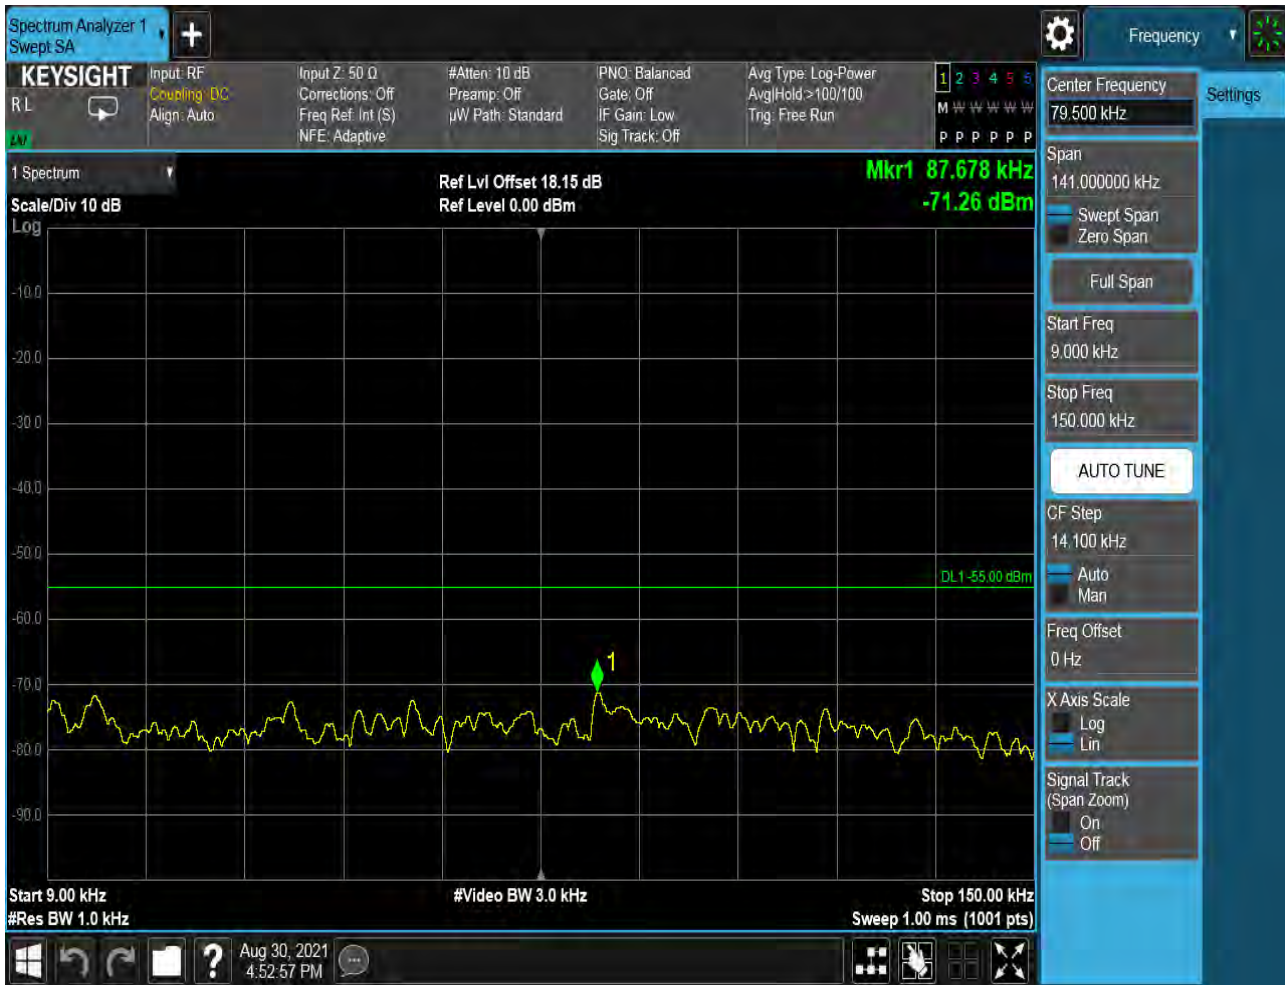 Spectrum Analyzer 1
Swept SA
Frequency
KEYSIGHT
RL
LXI
Input: RF
Coupling: DC
Align: Auto
Input Z: 50 Ω
Corrections: Off
Freq Ref: Int (S)
NFE: Adaptive
#Atten: 10 dB
Preamp: Off
µW Path: Standard
PNO: Balanced
Gate: Off
IF Gain: Low
Sig Track: Off
Avg Type: Log-Power
Avg|Hold:>100/100
Trig: Free Run
1 2 3 4 5 6
M W W W W W
P P P P P P
1 Spectrum
Scale/Div 10 dB
Log
Ref Lvl Offset 18.15 dB
Ref Level 0.00 dBm
Mkr1 87.678 kHz
-71.26 dBm
-10.0
-20.0
-30.0
-40.0
-50.0
DL1 -55.00 dBm
-60.0
1
-70.0
-80.0
-90.0
Start 9.00 kHz
#Res BW 1.0 kHz
#Video BW 3.0 kHz
Stop 150.00 kHz
Sweep 1.00 ms (1001 pts)
Aug 30, 2021
4:52:57 PM
?
Center Frequency
79.500 kHz
Settings
Span
141.000000 kHz
Swept Span
Zero Span
Full Span
Start Freq
9.000 kHz
Stop Freq
150.000 kHz
AUTO TUNE
CF Step
14.100 kHz
Auto
Man
Freq Offset
0 Hz
X Axis Scale
Log
Lin
Signal Track
(Span Zoom)
On
Off